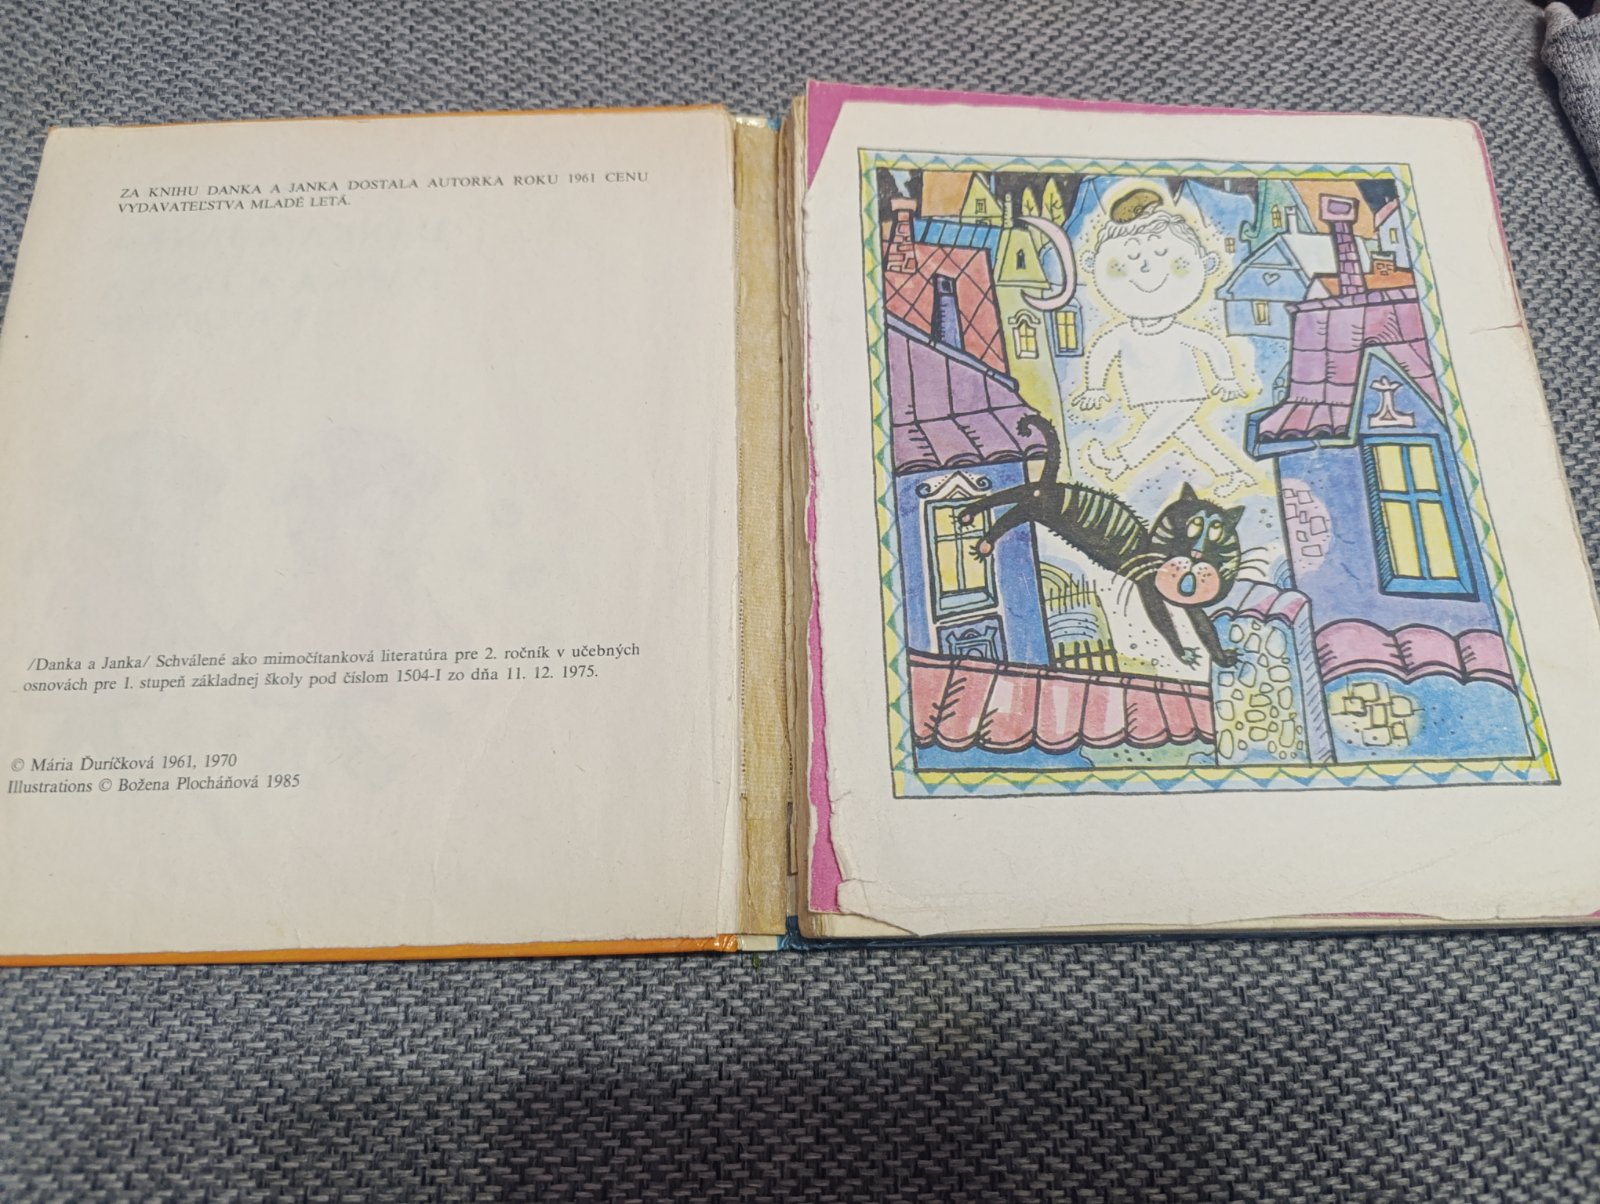 ZA KNIHU DANKA A JANKA DOSTALA AUTORKA ROKU 1961 CENU
VYDAVATEĽSTVA MLADÉ LETÁ.
/Danka a Janka/ Schválené ako mimočítanková literatúra pre 2. ročník v učebných
osnovách pre I. stupeň základnej školy pod číslom 1504-I zo dňa 11. 12. 1975.
© Mária Ďuríčková 1961, 1970
Illustrations © Božena Plocháňová 1985